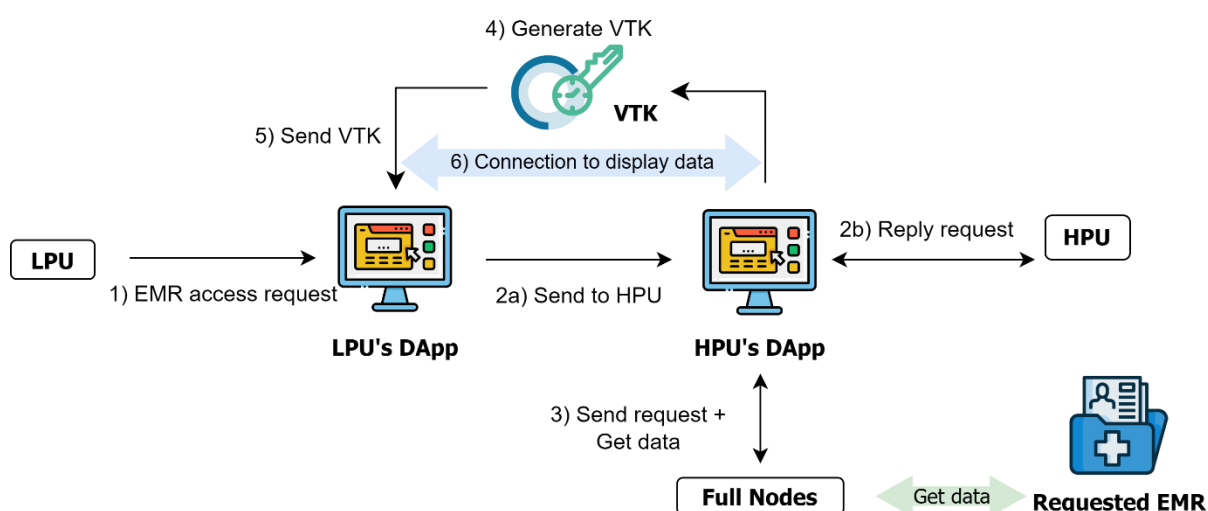 4) Generate VTK
VTK
5) Send VTK
6) Connection to display data
LPU
1) EMR access request
2a) Send to HPU
2b) Reply request
HPU
LPU's DApp
HPU's DApp
3) Send request +
Get data
Full Nodes
Get data
Requested EMR